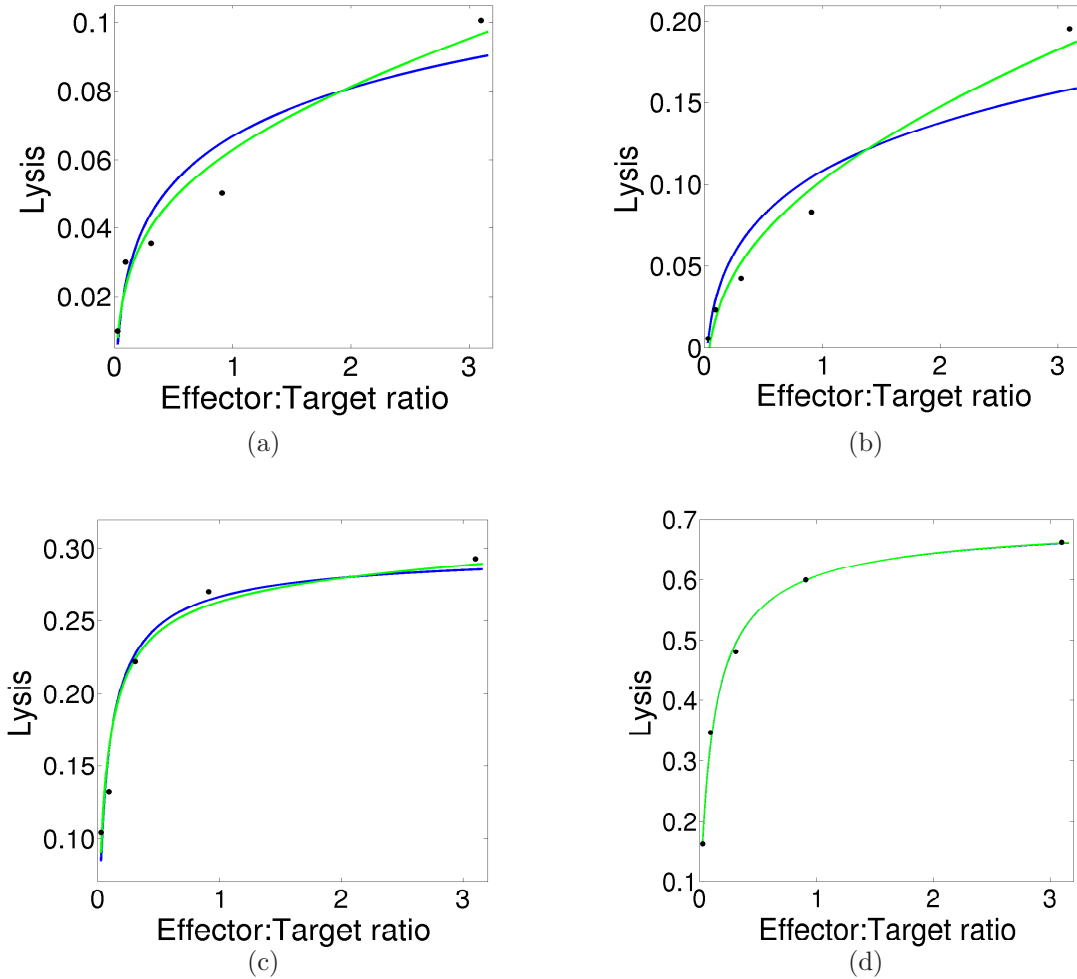 0.1
0.08
0.06
0.04
0.02
0 1 2 3
Lysis
Effector:Target ratio
(a)
0.20
0.15
0.10
0.05
0
0 1 2 3
Lysis
Effector:Target ratio
(b)
0.30
0.25
0.20
0.15
0.10
0 1 2 3
Lysis
Effector:Target ratio
(c)
0.7
0.6
0.5
0.4
0.3
0.2
0.1
0 1 2 3
Lysis
Effector:Target ratio
(d)